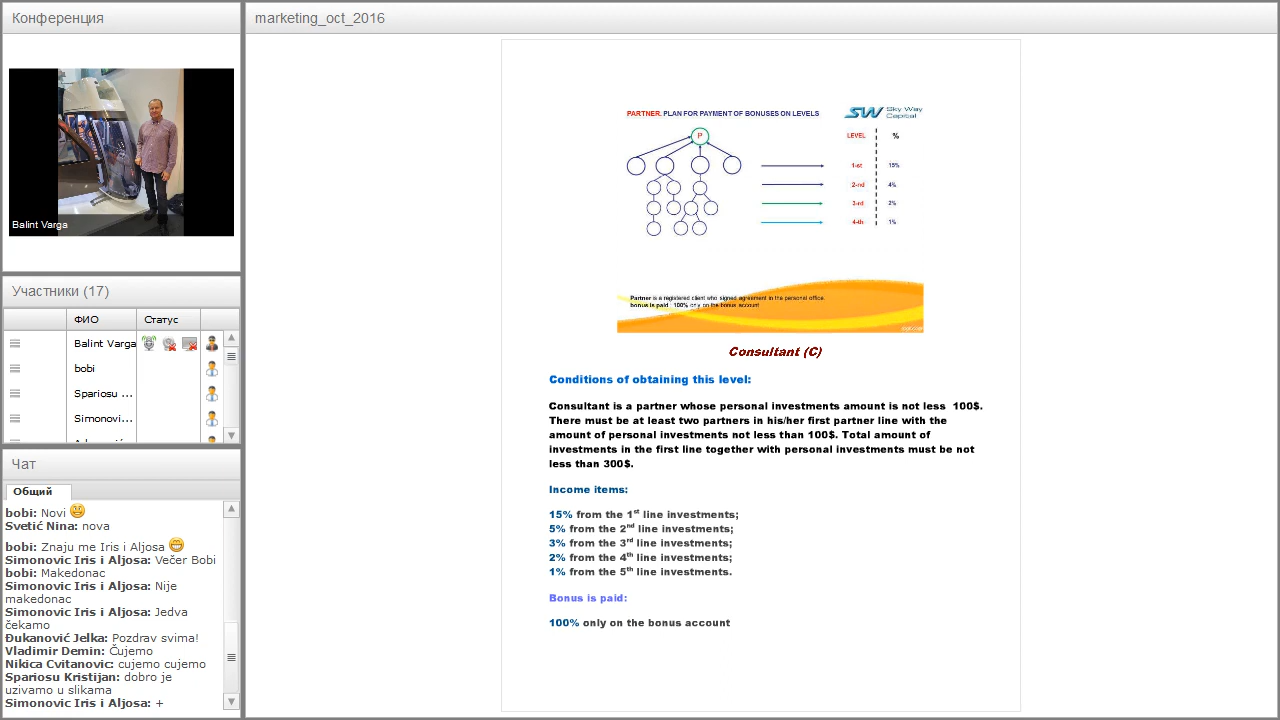 Конференция
Balint Varga
Участники (17)
ФИО
Статус
Balint Varga
bobi
Spariosu ...
Simonovi...
Чат
Общий
bobi: Novi
Svetić Nina: nova
bobi: Znaju me Iris i Aljosa
Simonovic Iris i Aljosa: Večer Bobi
bobi: Makedonac
Simonovic Iris i Aljosa: Nije
makedonac
Simonovic Iris i Aljosa: Jedva
čekamo
Đukanović Jelka: Pozdrav svima!
Vladimir Demin: Čujemo
Nikica Cvitanovic: cujemo cujemo
Spariosu Kristijan: dobro je
uzivamo u slikama
Simonovic Iris i Aljosa: +
marketing_oct_2016
PARTNER. PLAN FOR PAYMENT OF BONUSES ON LEVELS
SW Sky Way
Capital
P
LEVEL %
1-st 15%
2-nd 4%
3-rd 2%
4-th 1%
Partner is a registered client who signed agreement in the personal office.
bonus is paid : 100% only on the bonus account
Consultant (C)
Conditions of obtaining this level:
Consultant is a partner whose personal investments amount is not less 100$.
There must be at least two partners in his/her first partner line with the
amount of personal investments not less than 100$. Total amount of
investments in the first line together with personal investments must be not
less than 300$.
Income items:
15% from the 1st line investments;
5% from the 2nd line investments;
3% from the 3rd line investments;
2% from the 4th line investments;
1% from the 5th line investments.
Bonus is paid:
100% only on the bonus account